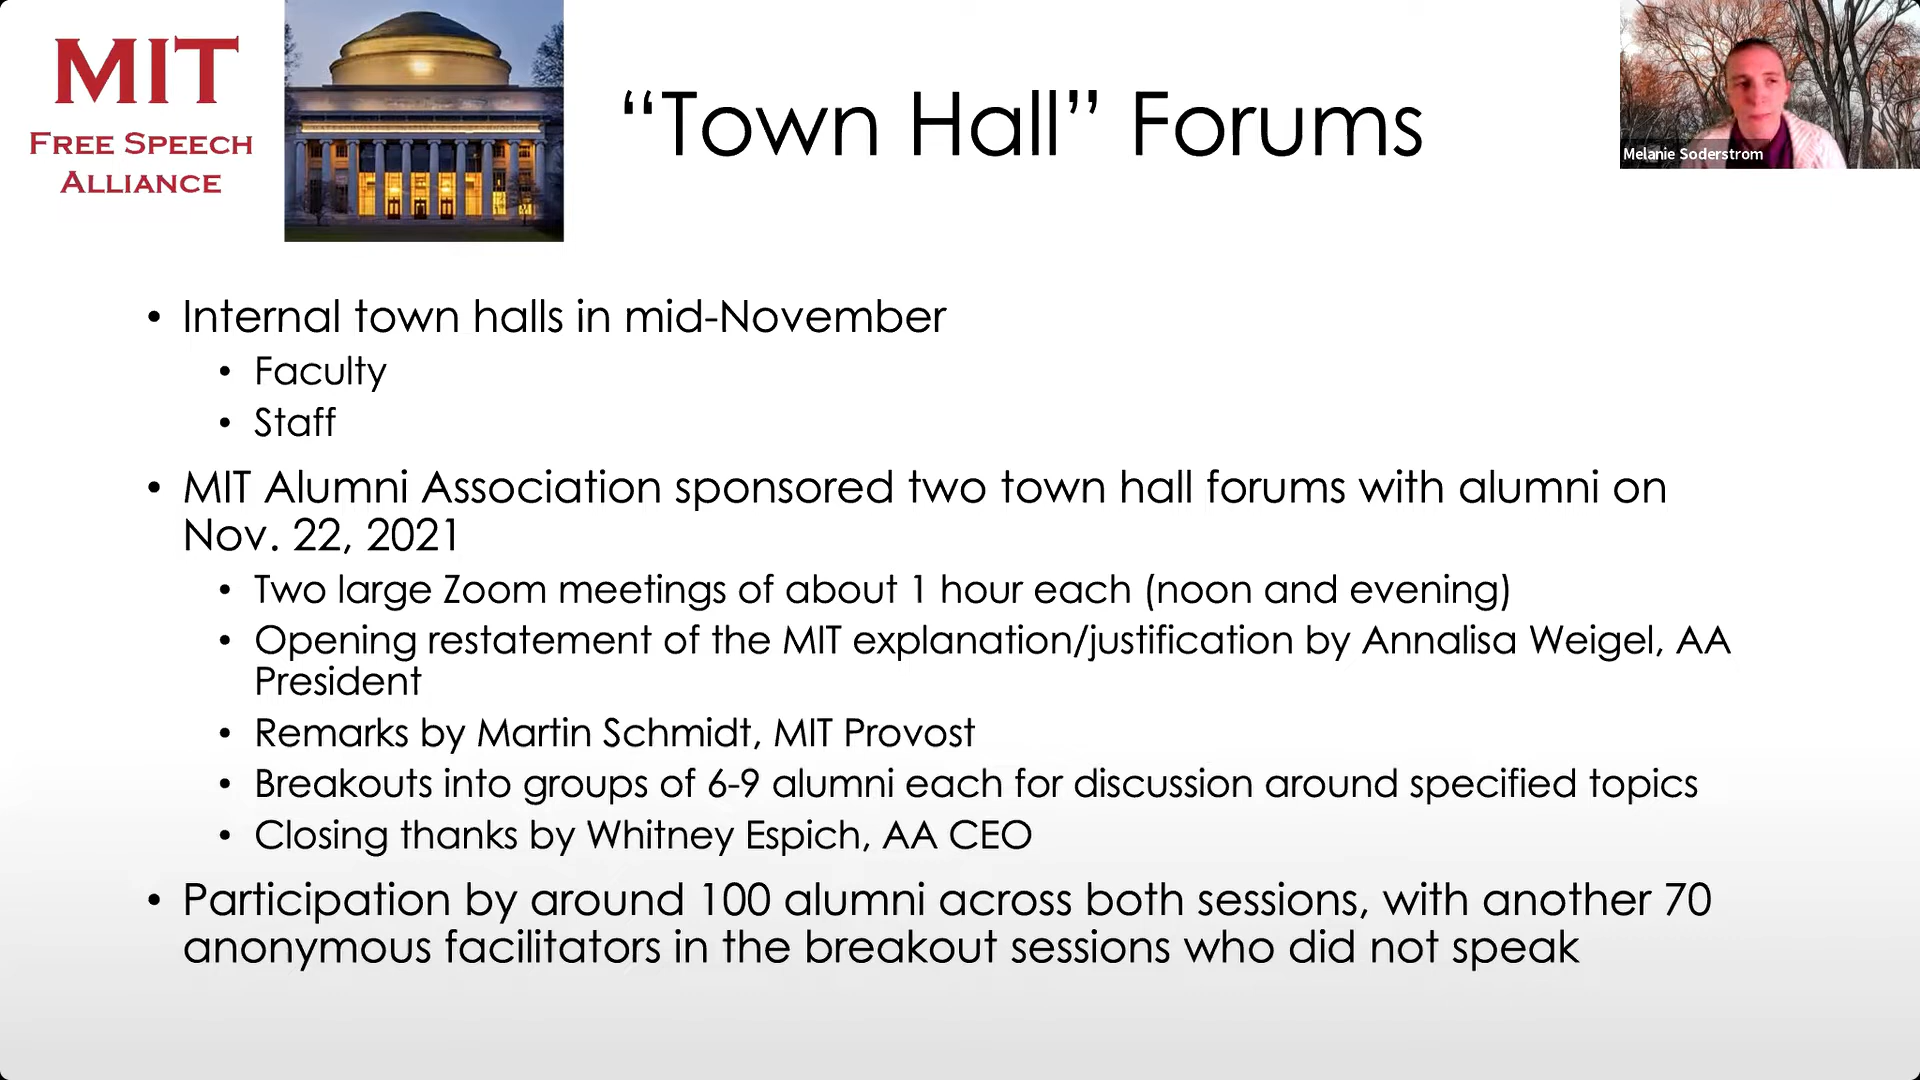 MIT
FREE SPEECH
ALLIANCE
“Town Hall” Forums
Melanie Soderstrom
• Internal town halls in mid-November
• Faculty
• Staff
• MIT Alumni Association sponsored two town hall forums with alumni on
Nov. 22, 2021
• Two large Zoom meetings of about 1 hour each (noon and evening)
• Opening restatement of the MIT explanation/justification by Annalisa Weigel, AA
President
• Remarks by Martin Schmidt, MIT Provost
• Breakouts into groups of 6-9 alumni each for discussion around specified topics
• Closing thanks by Whitney Espich, AA CEO
• Participation by around 100 alumni across both sessions, with another 70
anonymous facilitators in the breakout sessions who did not speak